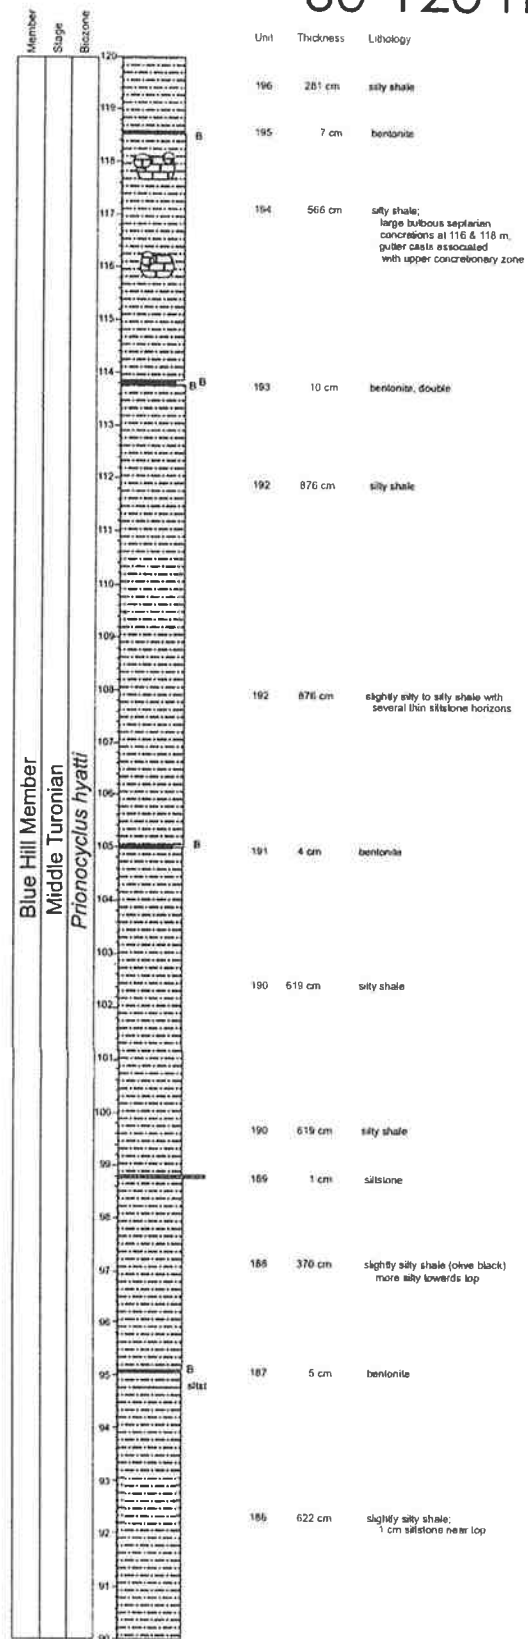 Member
Stage
Biozone
Unit Thickness Lithology
120
196 281 cm silty shale
119
195 7 cm bentonite
B
118
194 566 cm silty shale;
large bulbous septarian
concretions at 116 & 118 m,
gutter casts associated
with upper concretionary zone
117
116
115
114
B B
193 10 cm bentonite, double
113
112
192 876 cm silty shale
111
110
109
108
192 876 cm slightly silty to silty shale with
several thin siltstone horizons
107
106
105
B
191 4 cm bentonite
104
103
190 619 cm silty shale
102
101
100
190 619 cm silty shale
99
189 1 cm siltstone
98
97
188 370 cm slightly silty shale (olive black)
more silty towards top
96
95
B
187 5 cm bentonite
sltst
94
93
186 622 cm slightly silty shale;
1 cm siltstone near top
92
91
90
Blue Hill Member
Middle Turonian
Prionocyclus hyatti